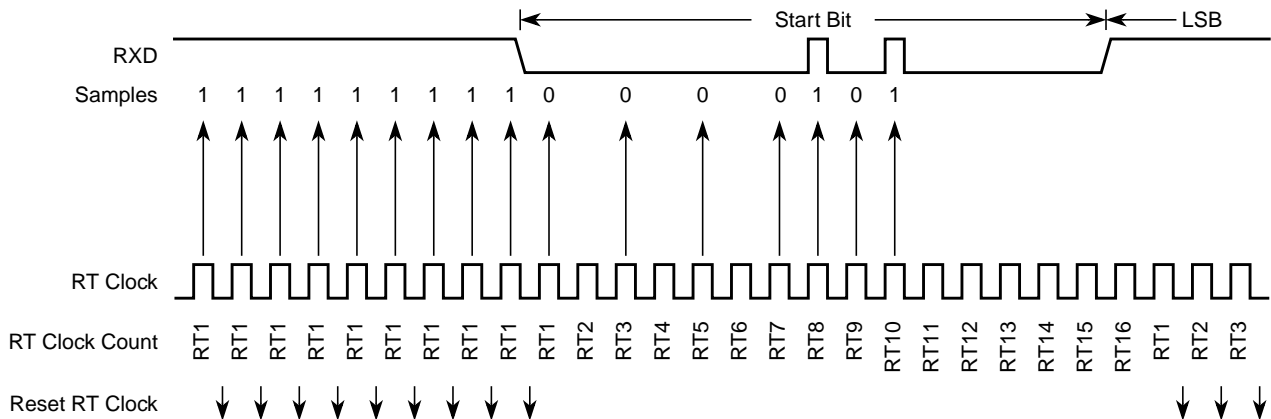 Start Bit LSB
RXD
Samples 1 1 1 1 1 1 1 1 1 0 0 0 0 1 0 1
RT Clock
RT Clock Count RT1 RT1 RT1 RT1 RT1 RT1 RT1 RT1 RT1 RT1 RT2 RT3 RT4 RT5 RT6 RT7 RT8 RT9 RT10 RT11 RT12 RT13 RT14 RT15 RT16 RT1 RT2 RT3
Reset RT Clock